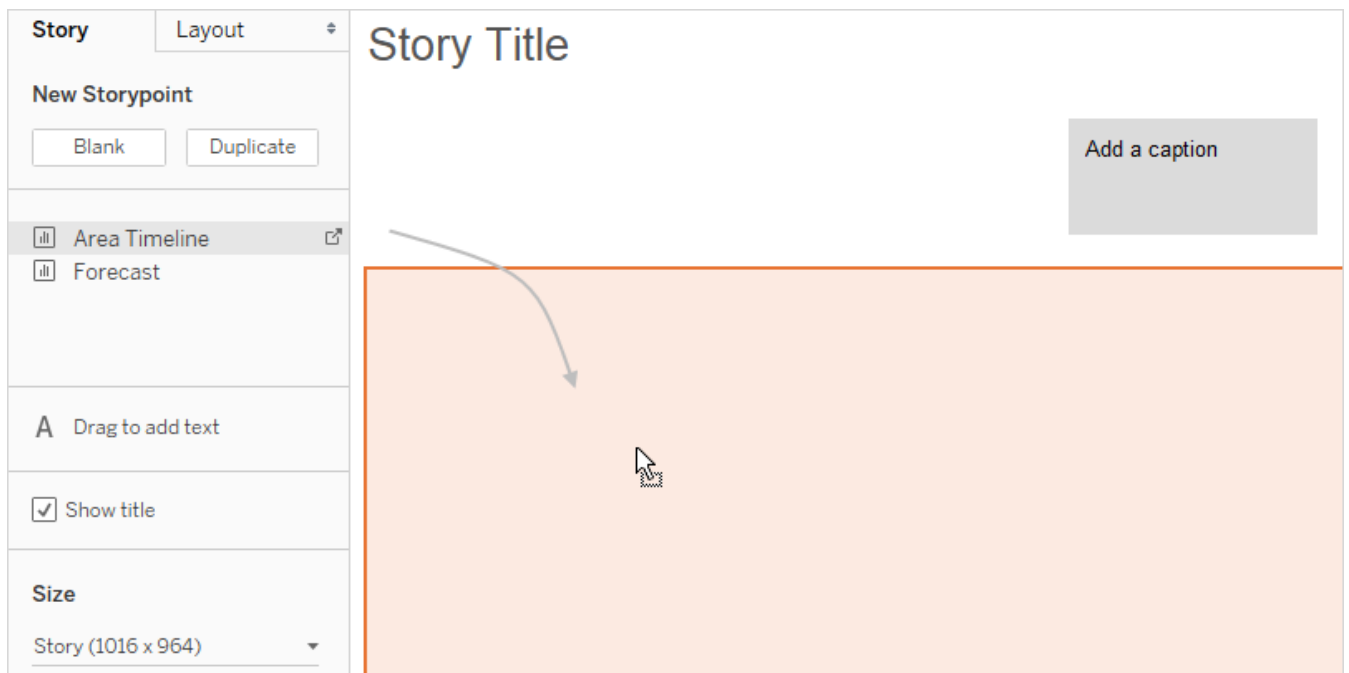 Story Layout
New Storypoint
Blank Duplicate
Area Timeline
Forecast
A Drag to add text
Show title
Size
Story (1016 x 964)
Story Title
Add a caption